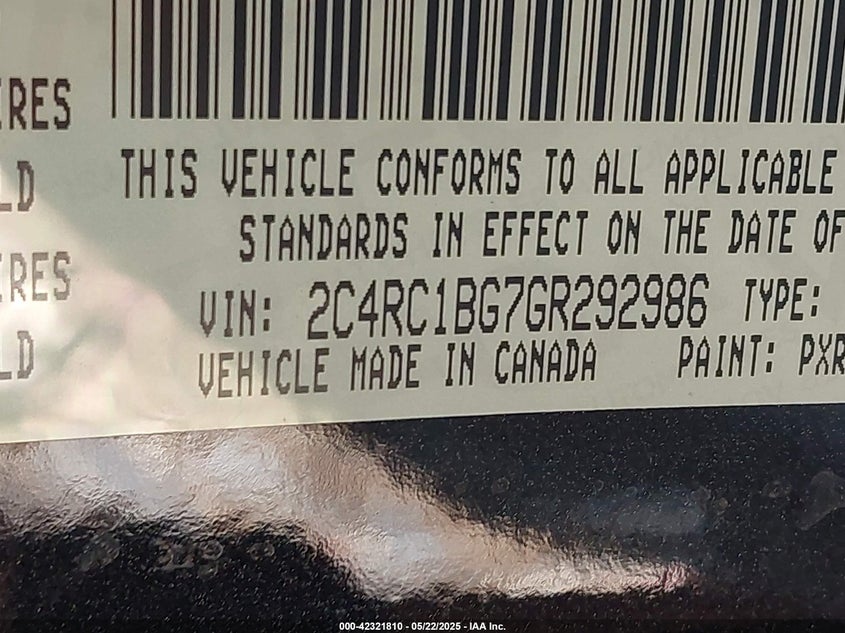 IRES
THIS VEHICLE CONFORMS TO ALL APPLICABLE
LD
STANDARDS IN EFFECT ON THE DATE OF
IRES
VIN: 2C4RC1BG7GR292986 TYPE:
LD
VEHICLE MADE IN CANADA PAINT: PXR
000-42321810 - 05/22/2025 - IAA Inc.